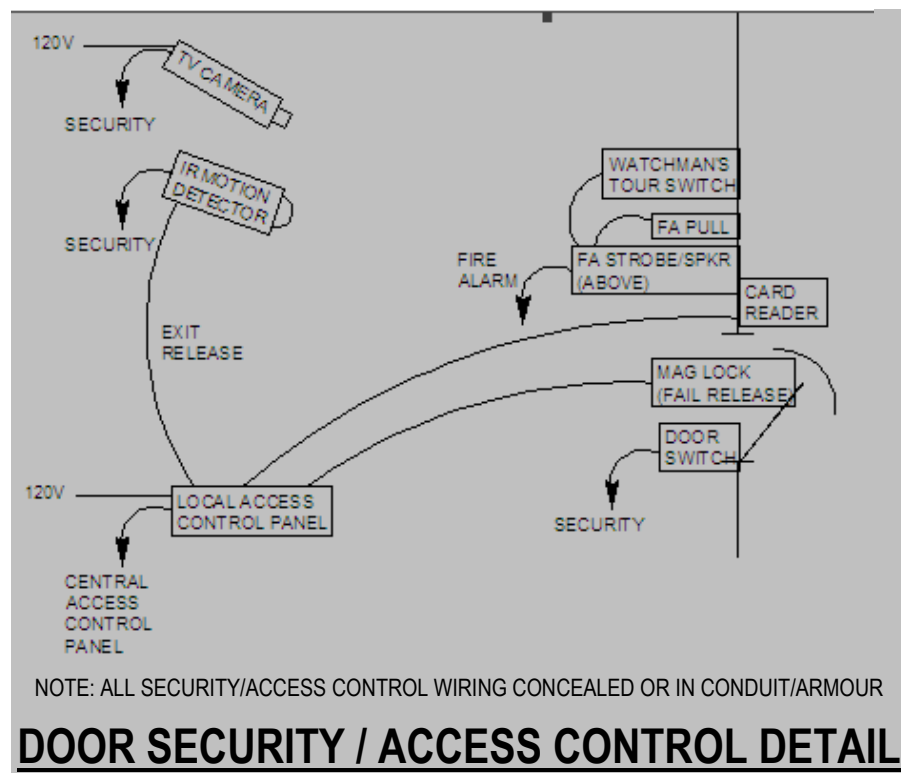 120V
TV CAMERA
SECURITY
IR MOTION
DETECTOR
SECURITY
WATCHMAN'S
TOUR SWITCH
FA PULL
FIRE
ALARM
FA STROBE/SPKR
(ABOVE)
CARD
READER
EXIT
RELEASE
MAG LOCK
(FAIL RELEASE)
DOOR
SWITCH
120V
LOCAL ACCESS
CONTROL PANEL
SECURITY
CENTRAL
ACCESS
CONTROL
PANEL
NOTE: ALL SECURITY/ACCESS CONTROL WIRING CONCEALED OR IN CONDUIT/ARMOUR
DOOR SECURITY / ACCESS CONTROL DETAIL